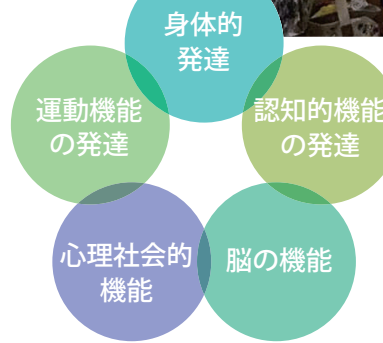 身体的
発達
運動機能
の発達
認知的機能
の発達
心理社会的
機能
脳の機能